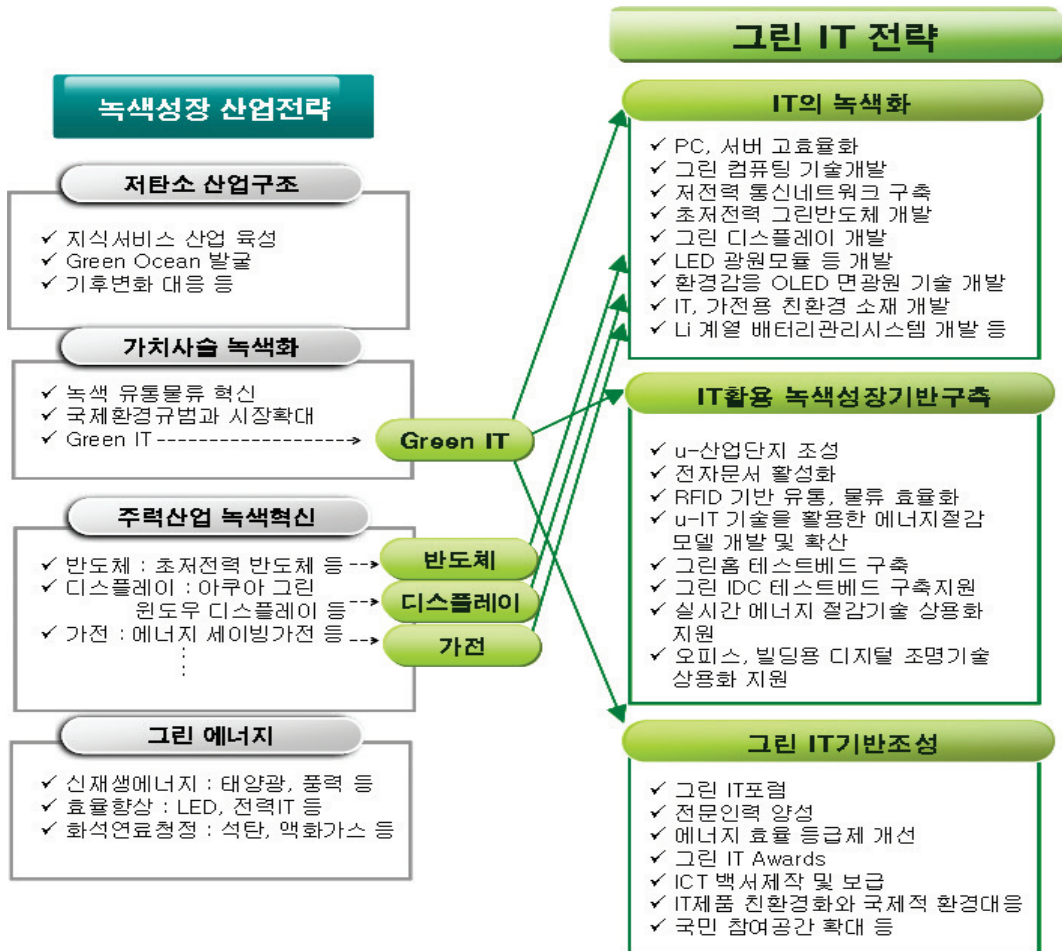 녹색성장 산업전략
저탄소 산업구조
✓ 지식서비스 산업 육성
✓ Green Ocean 발굴
✓ 기후변화 대응 등
가치사슬 녹색화
✓ 녹색 유통물류 혁신
✓ 국제환경규범과 시장확대
✓ Green IT
Green IT
주력산업 녹색혁신
✓ 반도체 : 초저전력 반도체 등
✓ 디스플레이 : 아쿠아 그린
윈도우 디스플레이 등
✓ 가전 : 에너지 세이빙가전 등
⋮
반도체
디스플레이
가전
그린 에너지
✓ 신재생에너지 : 태양광, 풍력 등
✓ 효율향상 : LED, 전력IT 등
✓ 화석연료청정 : 석탄, 액화가스 등
그린 IT 전략
IT의 녹색화
✓ PC, 서버 고효율화
✓ 그린 컴퓨팅 기술개발
✓ 저전력 통신네트워크 구축
✓ 초저전력 그린반도체 개발
✓ 그린 디스플레이 개발
✓ LED 광원모듈 등 개발
✓ 환경감응 OLED 면광원 기술 개발
✓ IT, 가전용 친환경 소재 개발
✓ Li 계열 배터리관리시스템 개발 등
IT활용 녹색성장기반구축
✓ u-산업단지 조성
✓ 전자문서 활성화
✓ RFID 기반 유통, 물류 효율화
✓ u-IT 기술을 활용한 에너지절감
모델 개발 및 확산
✓ 그린홈 테스트베드 구축
✓ 그린 IDC 테스트베드 구축지원
✓ 실시간 에너지 절감기술 상용화
지원
✓ 오피스, 빌딩용 디지털 조명기술
상용화 지원
그린 IT기반조성
✓ 그린 IT포럼
✓ 전문인력 양성
✓ 에너지 효율 등급제 개선
✓ 그린 IT Awards
✓ ICT 백서제작 및 보급
✓ IT제품 친환경화와 국제적 환경대응
✓ 국민 참여공간 확대 등